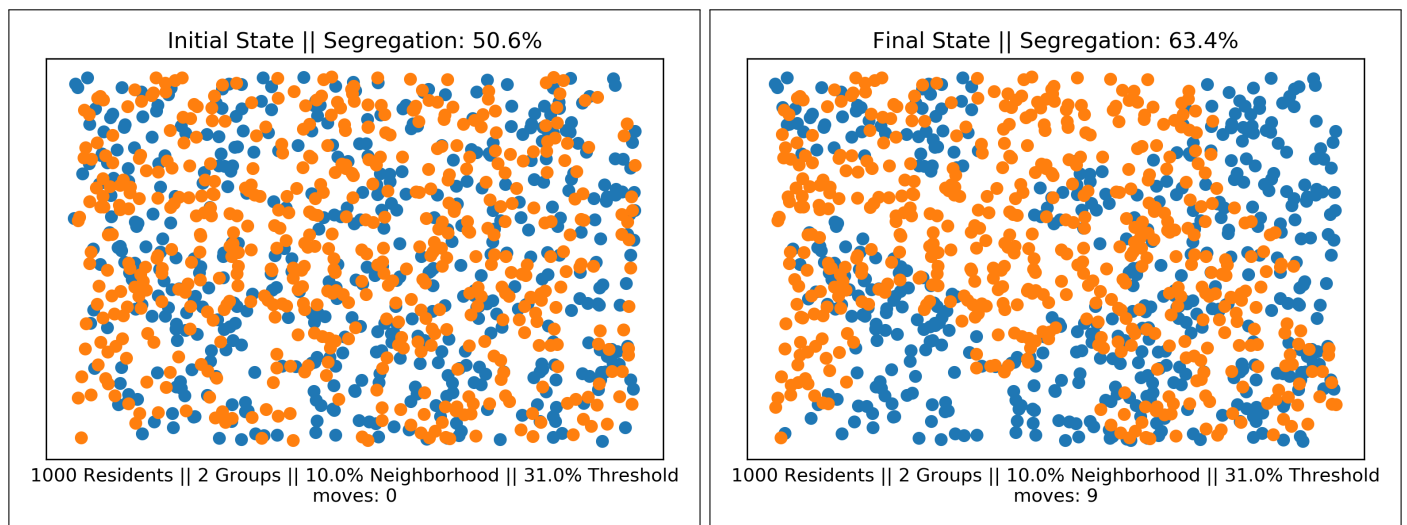 Initial State || Segregation: 50.6%
1000 Residents || 2 Groups || 10.0% Neighborhood || 31.0% Threshold
moves: 0
Final State || Segregation: 63.4%
1000 Residents || 2 Groups || 10.0% Neighborhood || 31.0% Threshold
moves: 9